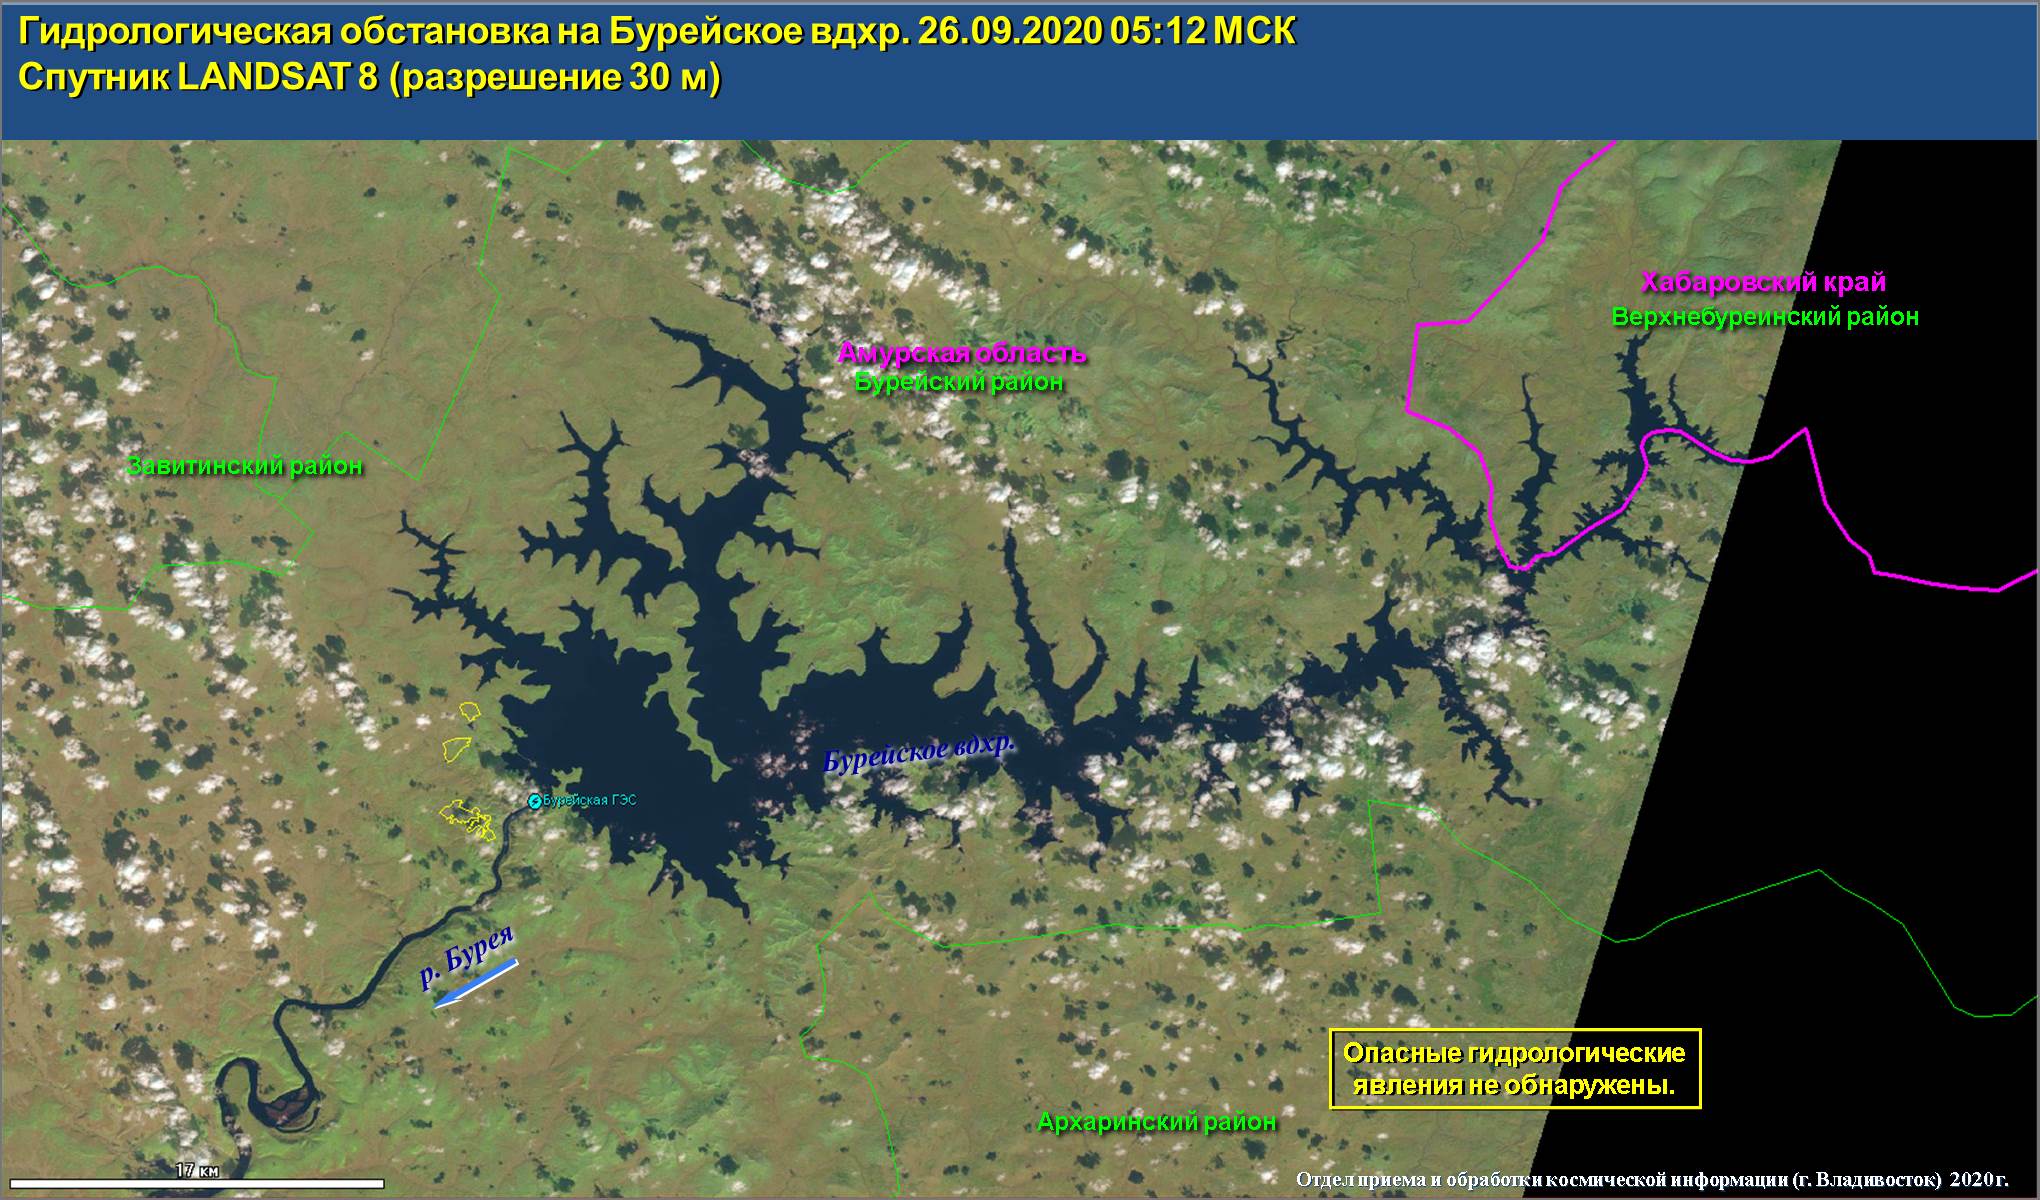 Гидрологическая обстановка на Бурейское вдхр. 26.09.2020 05:12 МСК
Спутник LANDSAT 8 (разрешение 30 м)
Хабаровский край
Верхнебуреинский район
Амурская область
Бурейский район
Завитинский район
Бурейское вдхр.
Бурейская ГЭС
р. Бурея
Опасные гидрологические
явления не обнаружены.
Архаринский район
17 км
Отдел приема и обработки космической информации (г. Владивосток) 2020 г.